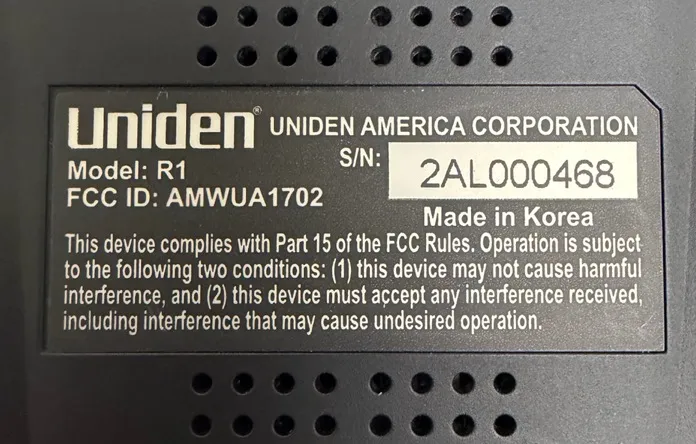 Uniden® UNIDEN AMERICA CORPORATION
Model: R1 S/N: 2AL000468
FCC ID: AMWUA1702
Made in Korea
This device complies with Part 15 of the FCC Rules. Operation is subject
to the following two conditions: (1) this device may not cause harmful
interference, and (2) this device must accept any interference received,
including interference that may cause undesired operation.